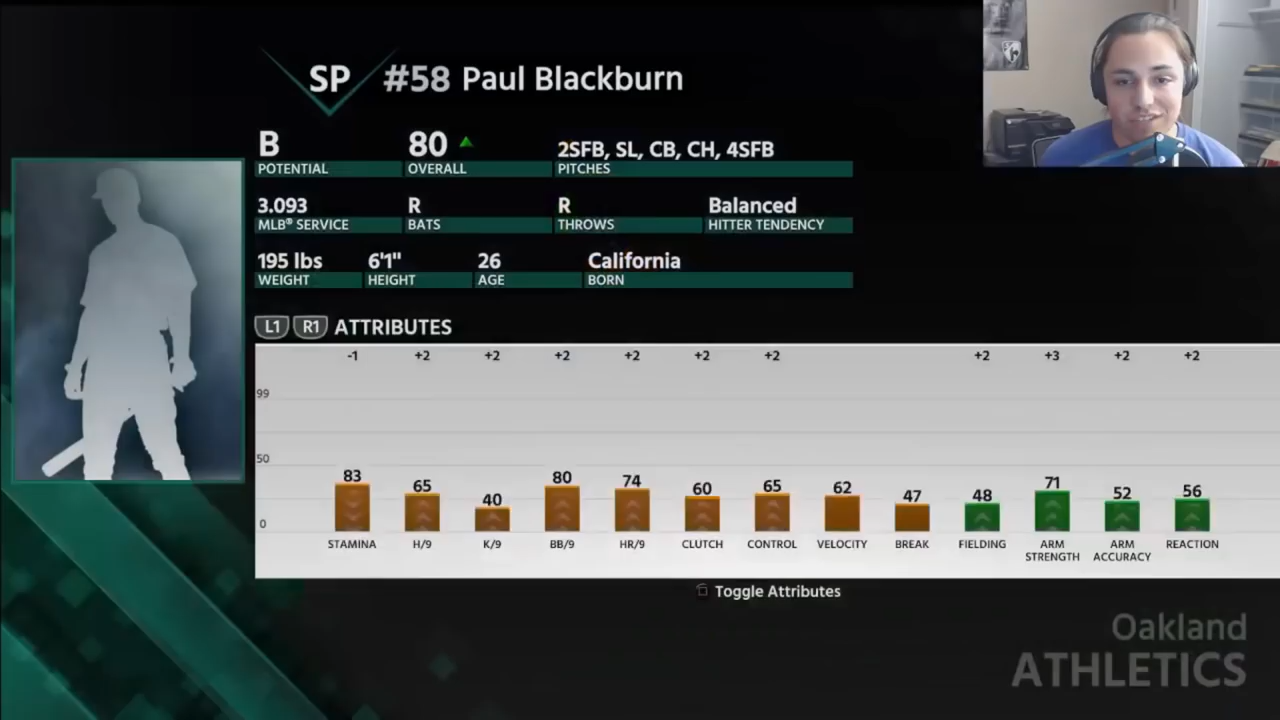 SP #58 Paul Blackburn
B 80 2SFB, SL, CB, CH, 4SFB
POTENTIAL OVERALL PITCHES
3.093 R R Balanced
MLB® SERVICE BATS THROWS HITTER TENDENCY
195 lbs 6'1" 26 California
WEIGHT HEIGHT AGE BORN
L1 R1 ATTRIBUTES
-1 +2 +2 +2 +2 +2 +2 +2 +3 +2 +2
99
50
83 65 40 80 74 60 65 62 47 48 71 52 56
0
STAMINA H/9 K/9 BB/9 HR/9 CLUTCH CONTROL VELOCITY BREAK FIELDING ARM STRENGTH ARM ACCURACY REACTION
Toggle Attributes
Oakland
ATHLETICS